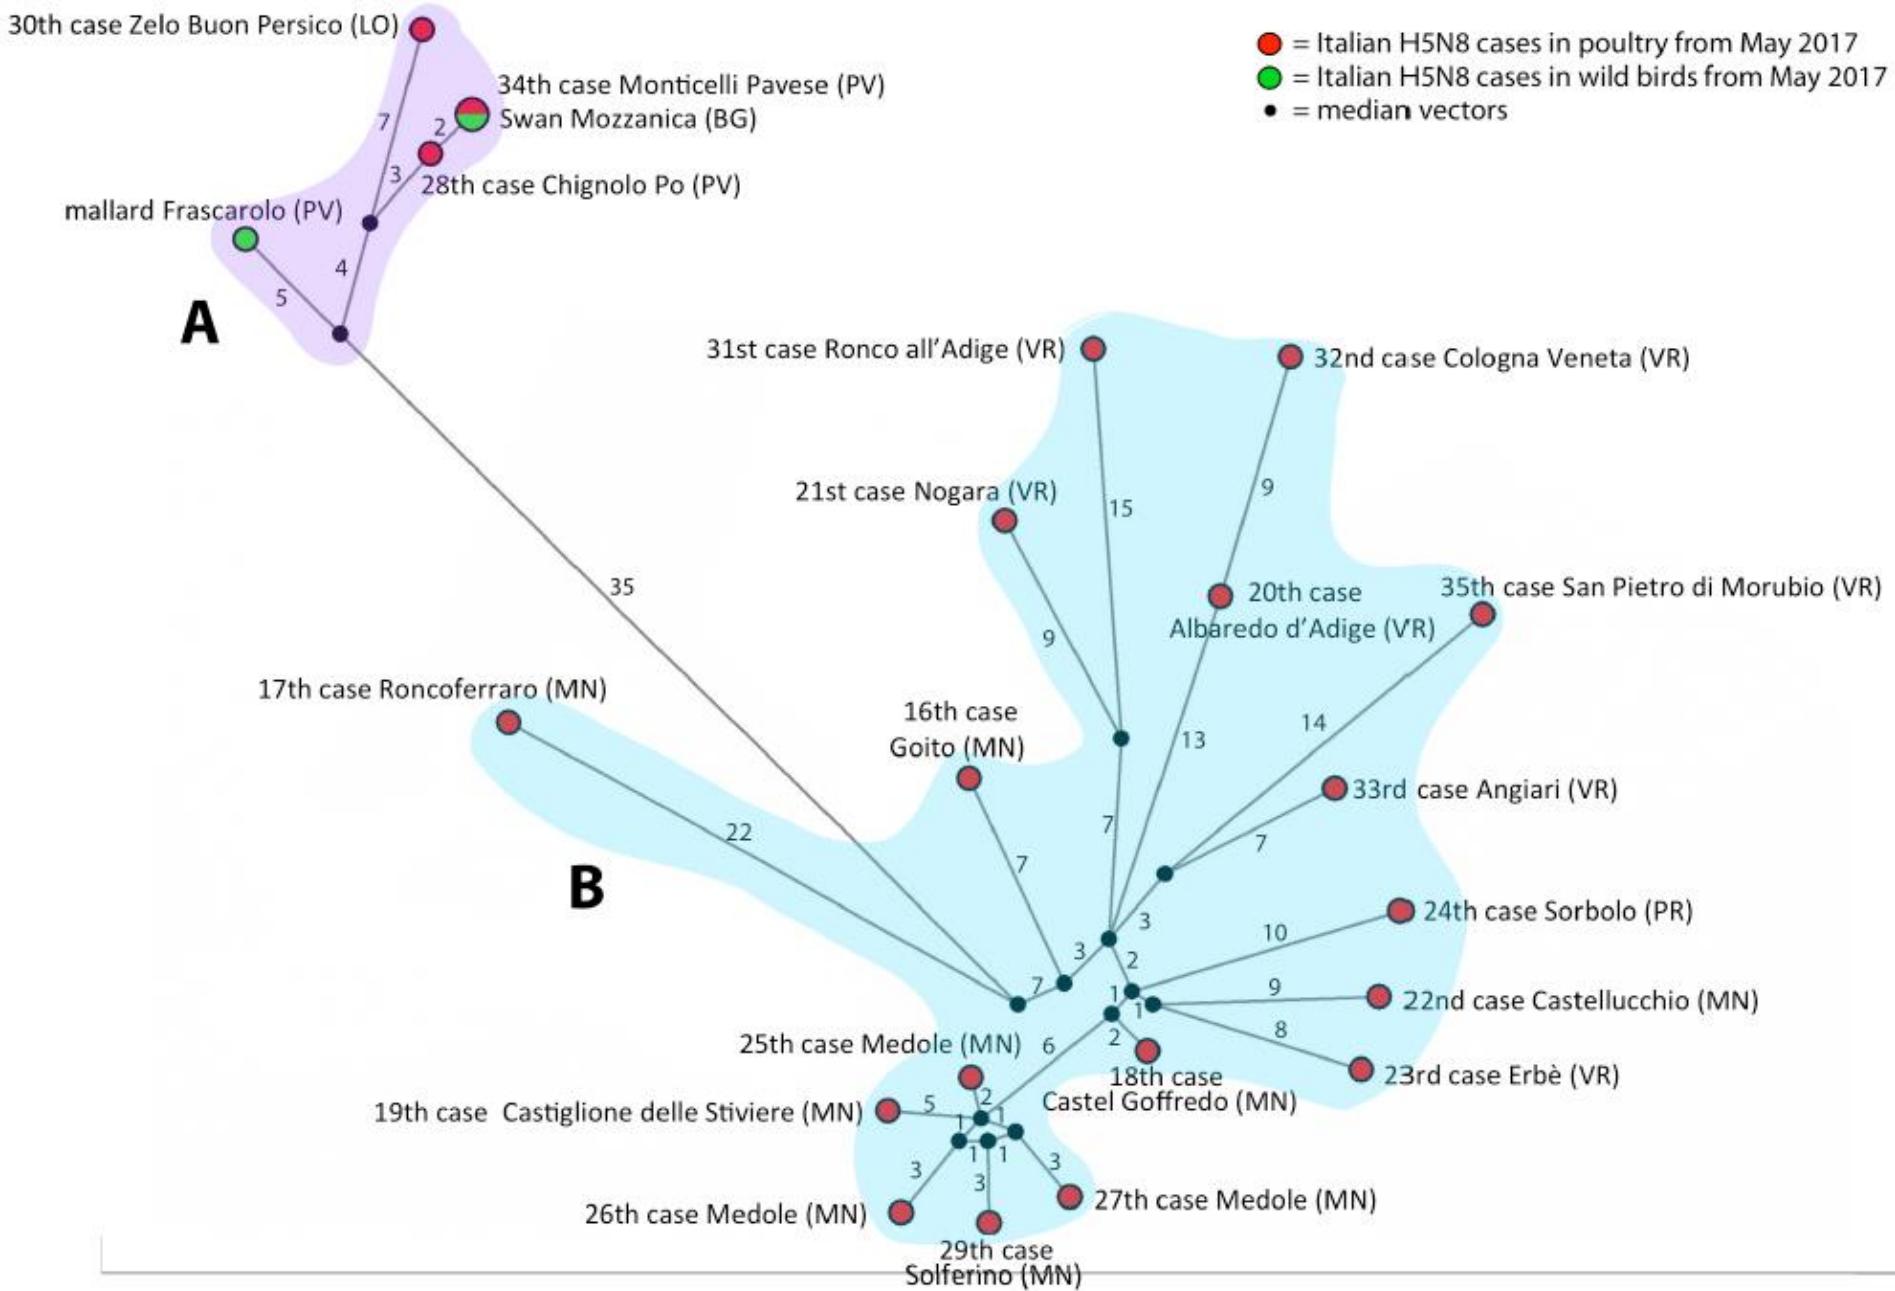 30th case Zelo Buon Persico (LO)
= Italian H5N8 cases in poultry from May 2017
= Italian H5N8 cases in wild birds from May 2017
= median vectors
34th case Monticelli Pavese (PV)
Swan Mozzanica (BG)
7
2
3
28th case Chignolo Po (PV)
mallard Frascarolo (PV)
4
5
A
31st case Ronco all'Adige (VR)
32nd case Cologna Veneta (VR)
21st case Nogara (VR)
9
15
35
20th case
Albaredo d'Adige (VR)
35th case San Pietro di Morubio (VR)
9
17th case Roncoferraro (MN)
16th case
Goito (MN)
13
14
33rd case Angiari (VR)
22
7
7
7
B
24th case Sorbolo (PR)
3
10
3
2
7
1
9
22nd case Castellucchio (MN)
1
8
25th case Medole (MN)
6
2
18th case
Castel Goffredo (MN)
23rd case Erbè (VR)
19th case Castiglione delle Stiviere (MN)
5
2
1
1
1
1
3
3
3
26th case Medole (MN)
27th case Medole (MN)
29th case
Solferino (MN)